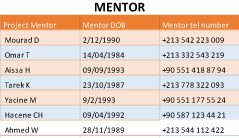 MENTOR
Project Mentor Mentor DOB Mentor tel number
Mourad D 2/12/1990 +213 542 223 009
Omar T 14/04/1984 +213 332 543 219
Aissa H 09/09/1993 +90 551 418 87 94
Tarek K 23/10/1987 +213 778 322 093
Yacine M 9/2/1993 +90 551 177 55 24
Hacene CH 09/04/1992 +90 587 123 44 21
Ahmed W 28/11/1989 +213 544 112 422